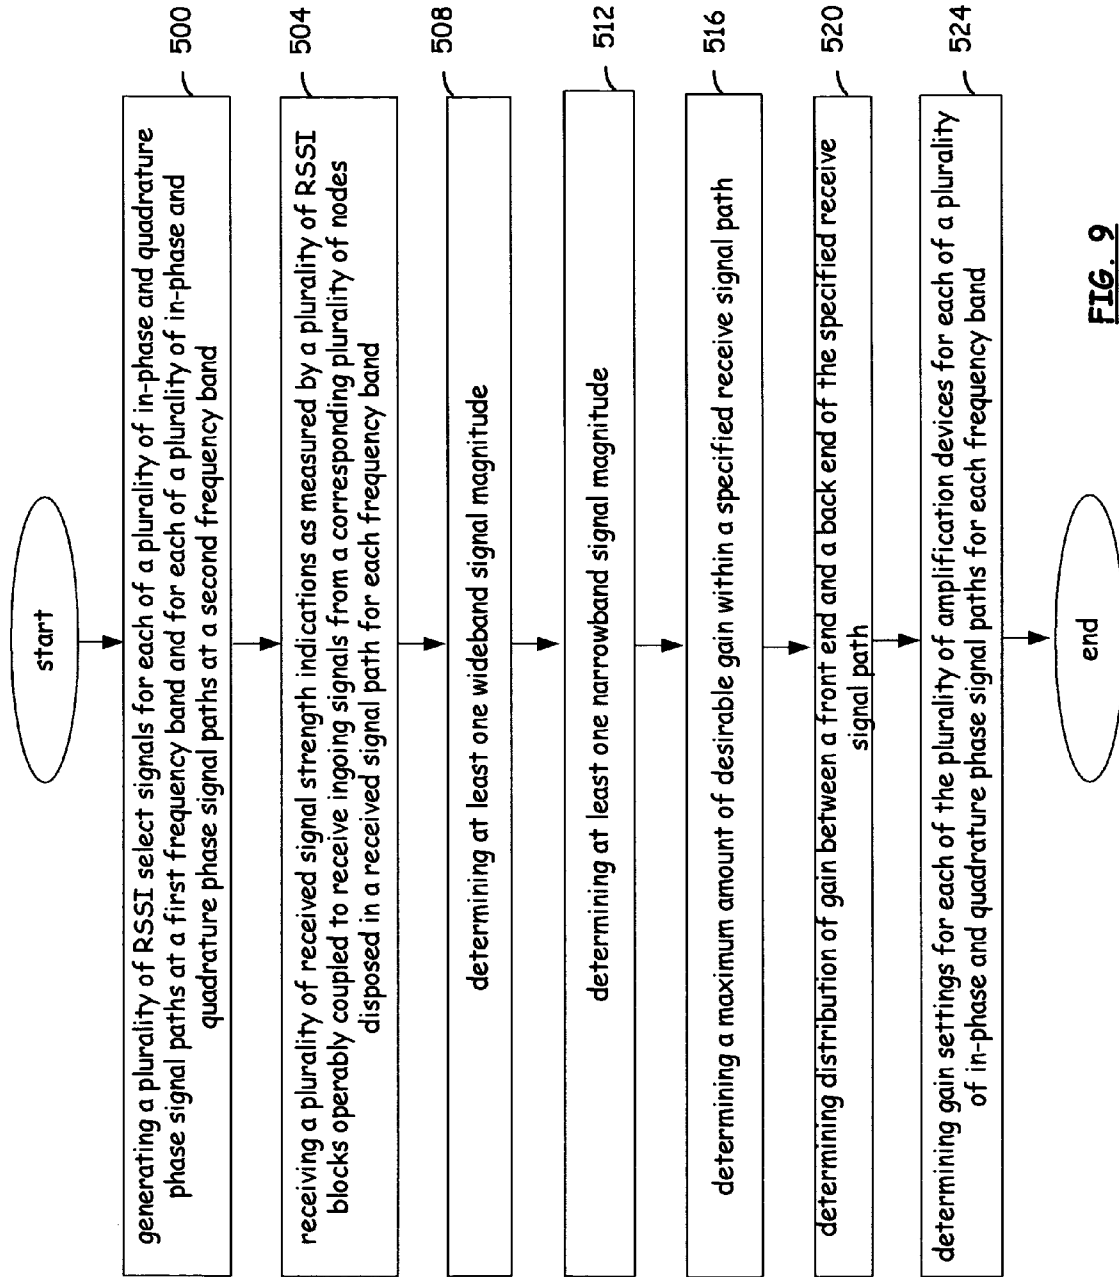 start
generating a plurality of RSSI select signals for each of a plurality of in-phase and quadrature
phase signal paths at a first frequency band and for each of a plurality of in-phase and
quadrature phase signal paths at a second frequency band
500
receiving a plurality of received signal strength indications as measured by a plurality of RSSI
blocks operably coupled to receive ingoing signals from a corresponding plurality of nodes
disposed in a received signal path for each frequency band
504
determining at least one wideband signal magnitude
508
determining at least one narrowband signal magnitude
512
determining a maximum amount of desirable gain within a specified receive signal path
516
determining distribution of gain between a front end and a back end of the specified receive
signal path
520
determining gain settings for each of the plurality of amplification devices for each of a plurality
of in-phase and quadrature phase signal paths for each frequency band
524
end
FIG. 9